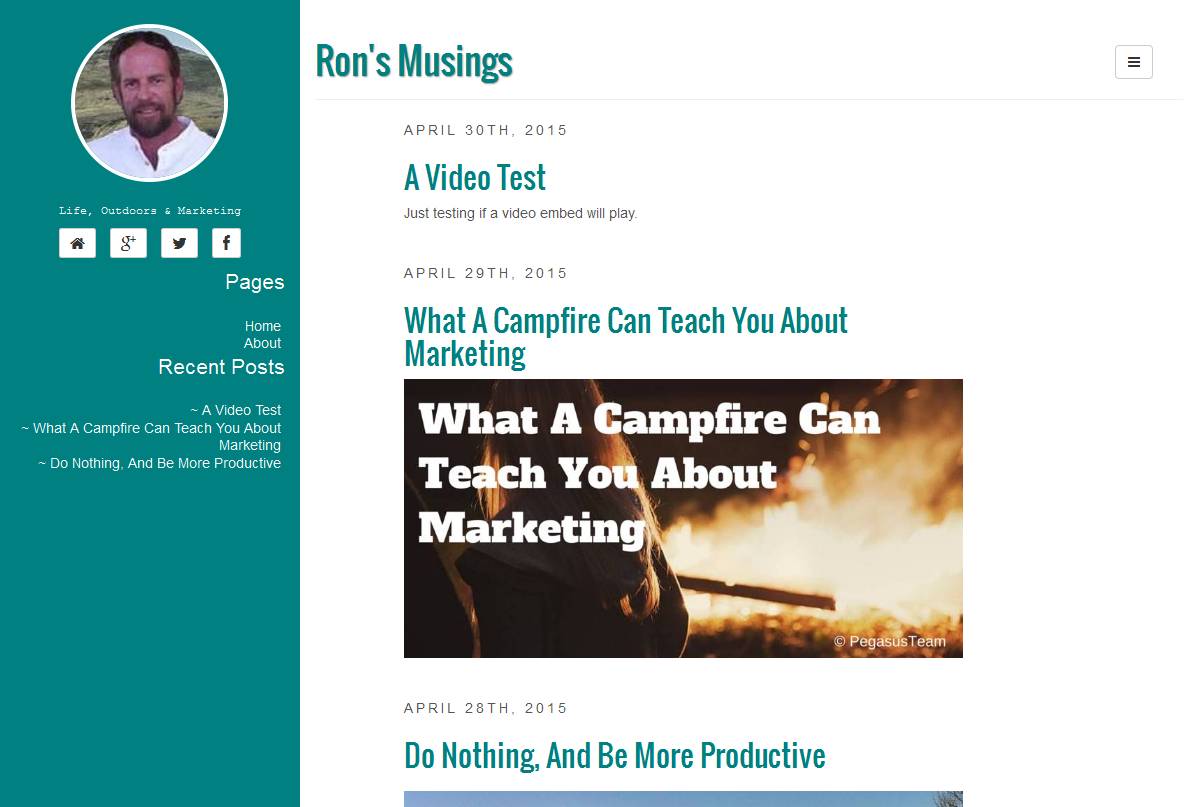 Life, Outdoors & Marketing
g+
f
Pages
Home
About
Recent Posts
~ A Video Test
~ What A Campfire Can Teach You About
Marketing
~ Do Nothing, And Be More Productive
Ron's Musings
APRIL 30TH, 2015
A Video Test
Just testing if a video embed will play.
APRIL 29TH, 2015
What A Campfire Can Teach You About
Marketing
What A Campfire Can
Teach You About
Marketing
© PegasusTeam
APRIL 28TH, 2015
Do Nothing, And Be More Productive